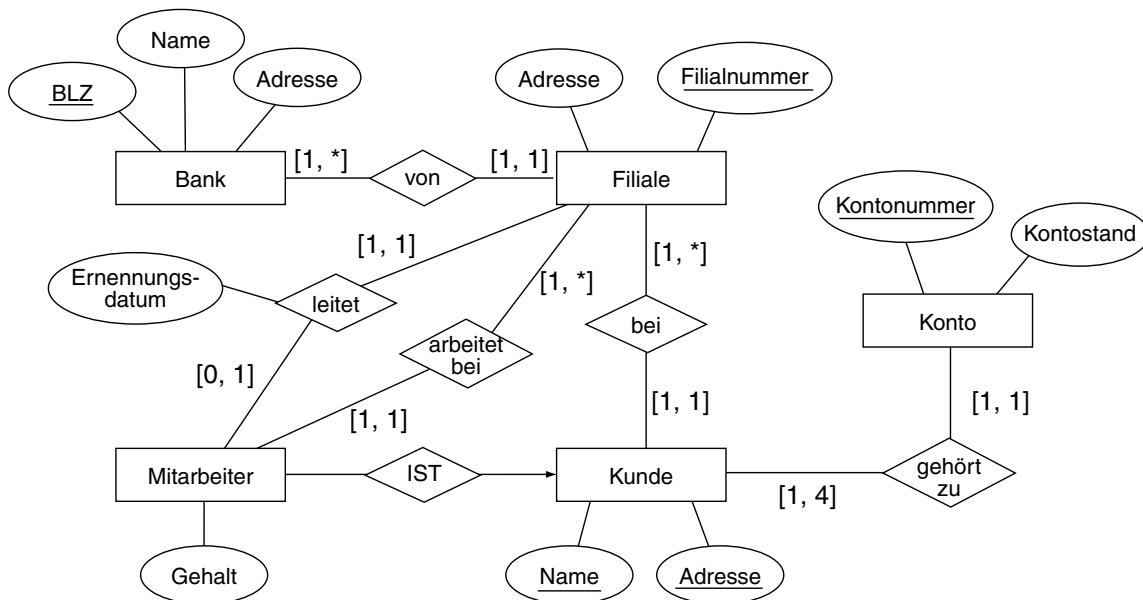 Name
BLZ
Adresse
Adresse
Filialnummer
Bank
[1, *]
von
[1, 1]
Filiale
Kontonummer
Kontostand
[1, 1]
[1, *]
[1, *]
Ernennungs-
datum
leitet
bei
Konto
arbeitet
bei
[0, 1]
[1, 1]
[1, 1]
[1, 1]
Mitarbeiter
IST
Kunde
[1, 4]
gehört
zu
Gehalt
Name
Adresse